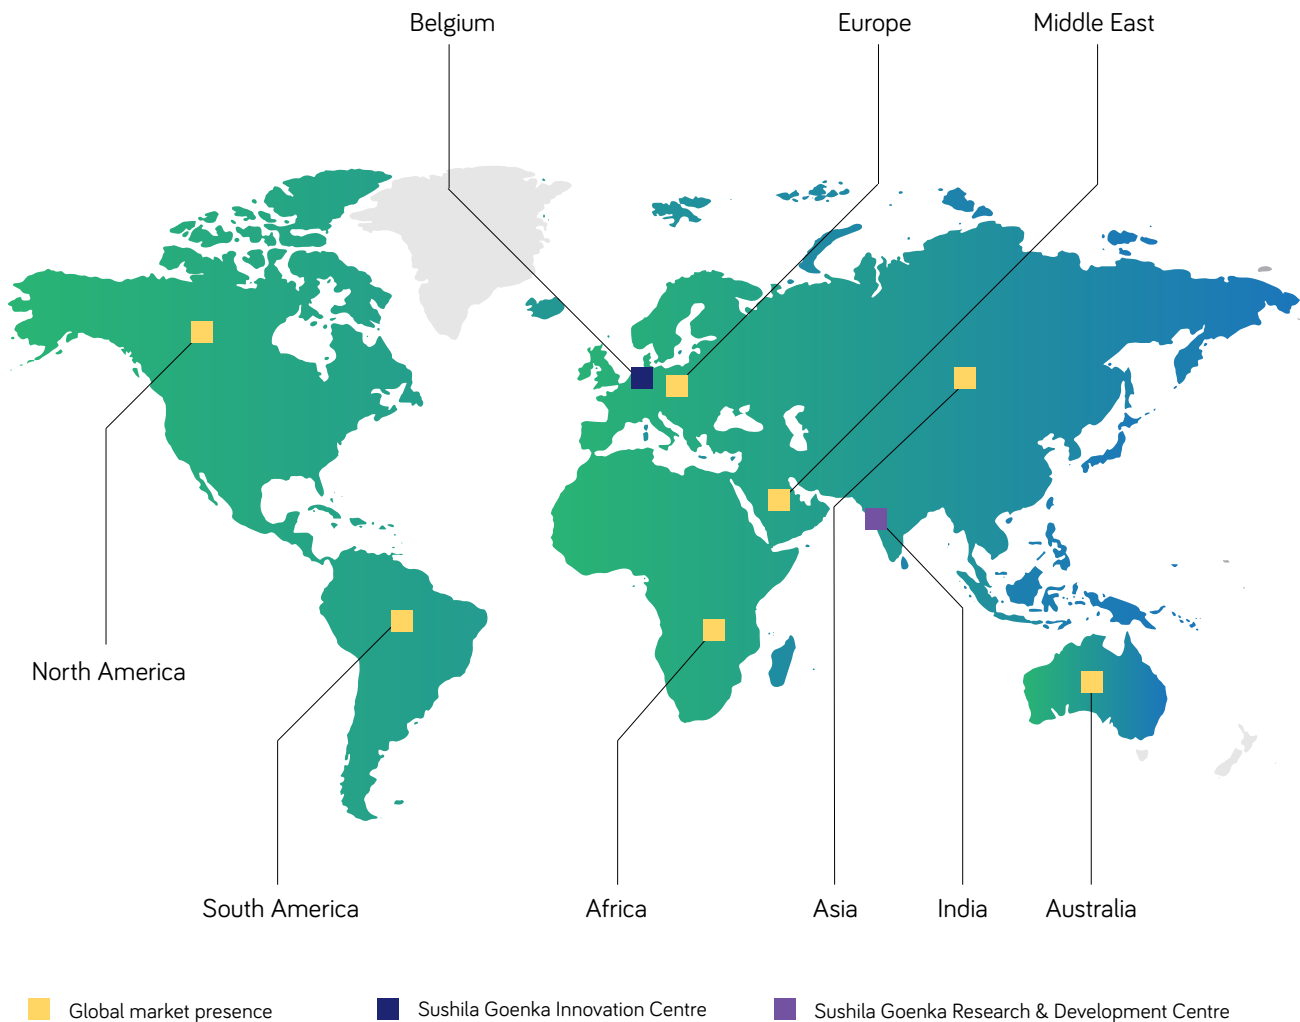 Belgium
Europe
Middle East
North America
South America
Africa
Asia
India
Australia
Global market presence
Sushila Goenka Innovation Centre
Sushila Goenka Research & Development Centre